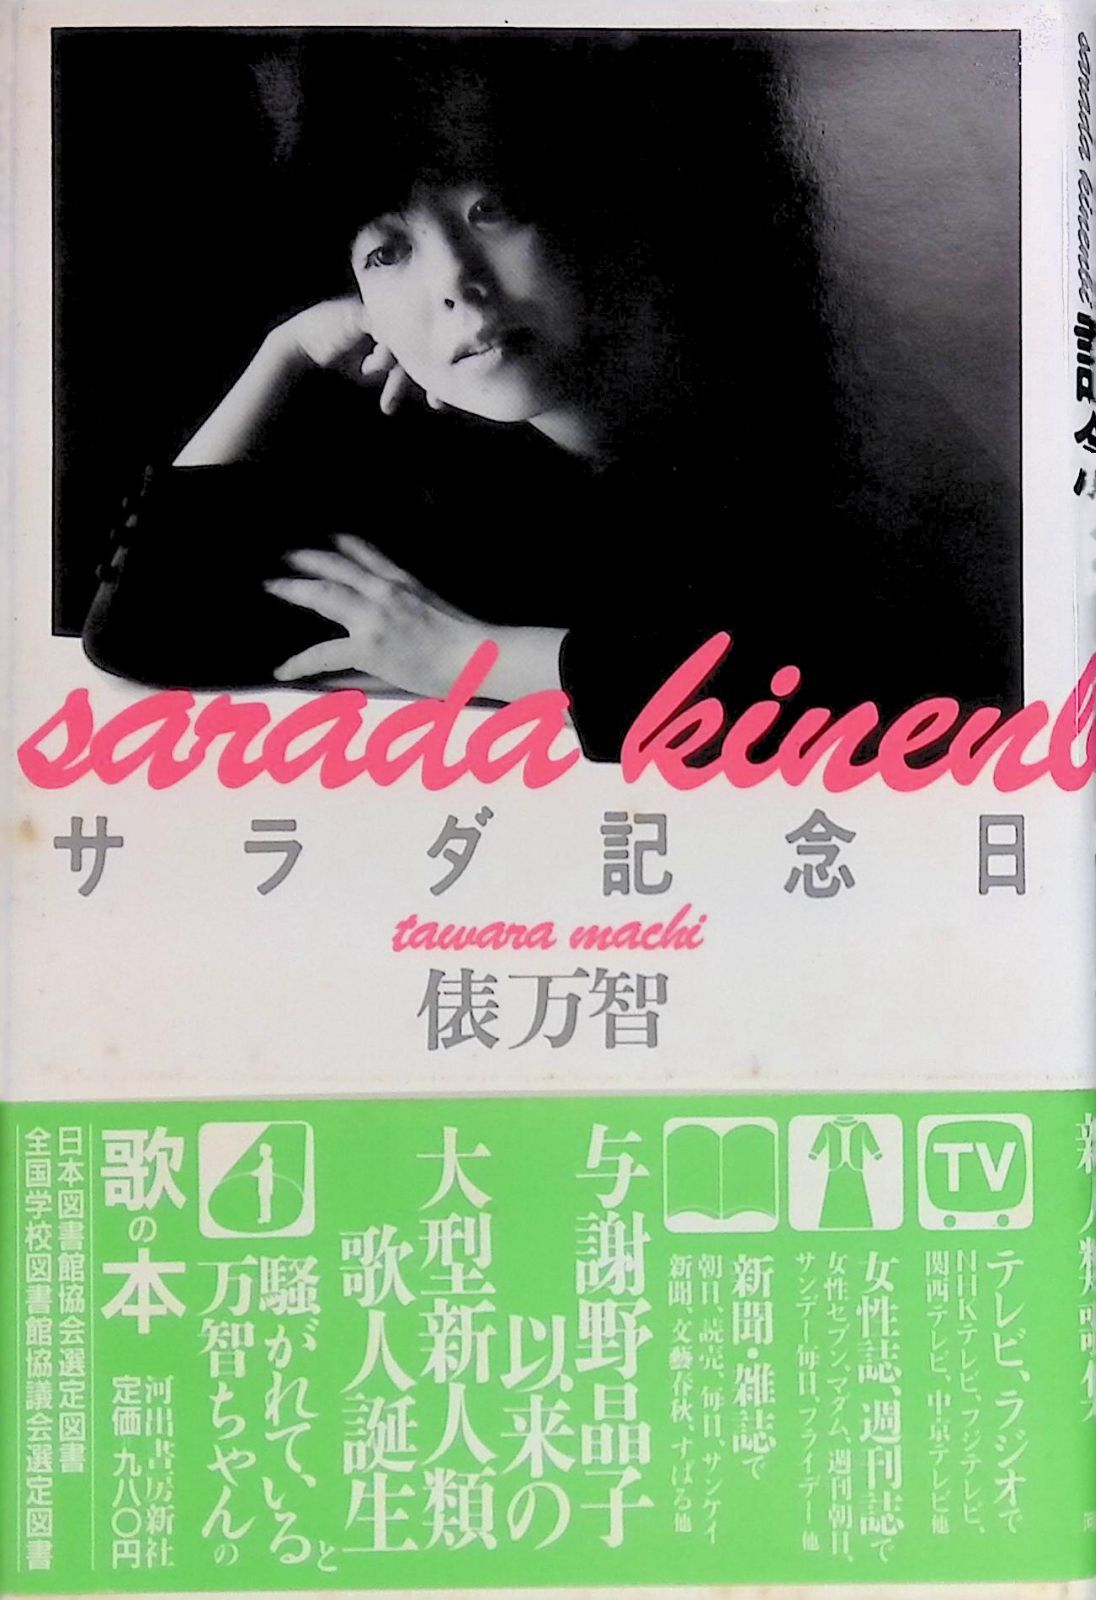 sarada kinenb
サラダ記念日
tawara machi
俵万智
TV
テレビ、ラジオで
NHKテレビ、フジテレビ、
関西テレビ、中京テレビ他
女性誌、週刊誌で
女性セブン、マダム、週刊朝日、
サンデー毎日、フライデー他
新聞・雑誌で
朝日、読売、毎日、サンケイ
新聞、文藝春秋、すばる他
与謝野晶子
以来の
大型新人類
歌人誕生
と
騒がれている
万智ちゃんの
歌の本
河出書房新社
定価 九八〇円
日本図書館協会選定図書
全国学校図書館協議会選定図書
sarada kinenbi